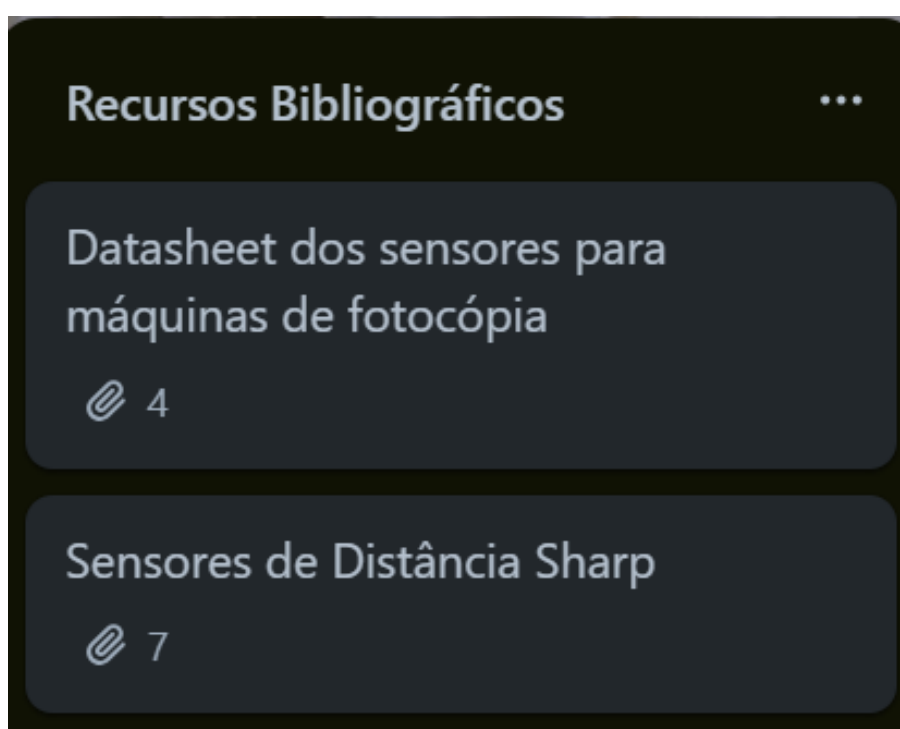 Recursos Bibliográficos
Datasheet dos sensores para
máquinas de fotocópia
4
Sensores de Distância Sharp
7